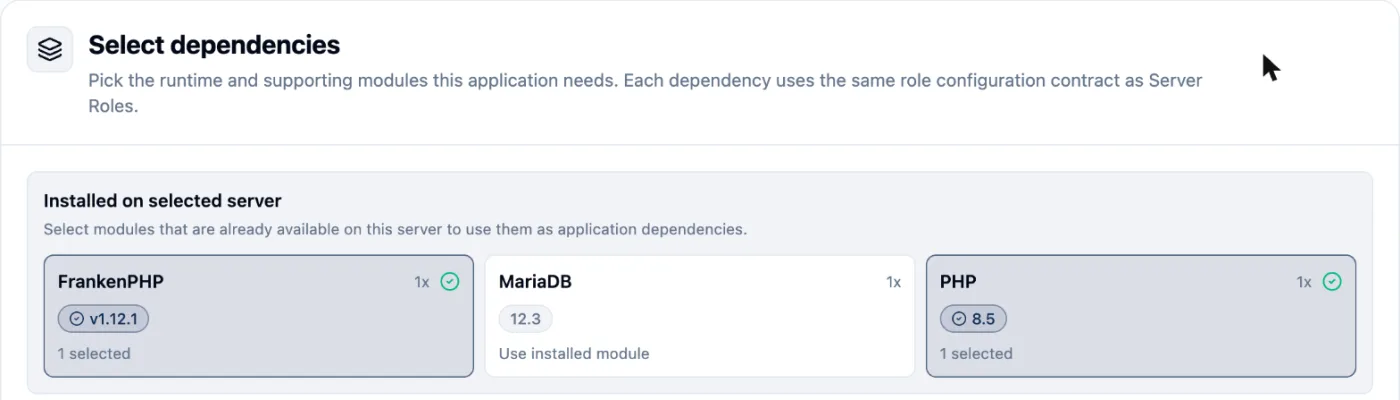 Select dependencies
Pick the runtime and supporting modules this application needs. Each dependency uses the same role configuration contract as Server
Roles.
Installed on selected server
Select modules that are already available on this server to use them as application dependencies.
FrankenPHP 1x
v1.12.1
1 selected
MariaDB 1x
12.3
Use installed module
PHP 1x
8.5
1 selected